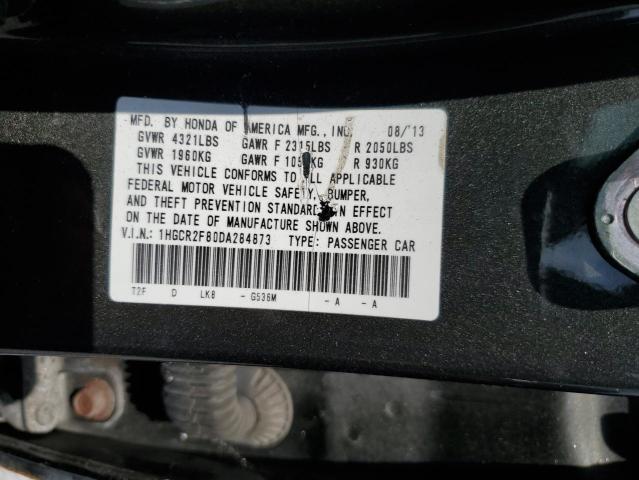 MFD. BY HONDA OF AMERICA MFG., INC. 08/'13
GVWR 4321LBS GAWR F 2315LBS R 2050LBS
GVWR 1960KG GAWR F R 930KG
THIS VEHICLE CONFORMS TO ALL APPLICABLE
FEDERAL MOTOR VEHICLE SAFETY, BUMPER,
AND THEFT PREVENTION STANDARDS IN EFFECT
ON THE DATE OF MANUFACTURE SHOWN ABOVE.
V.I.N.: 1HGCR2F80DA284873 TYPE: PASSENGER CAR
T2F D LK8 - G536M - A - A